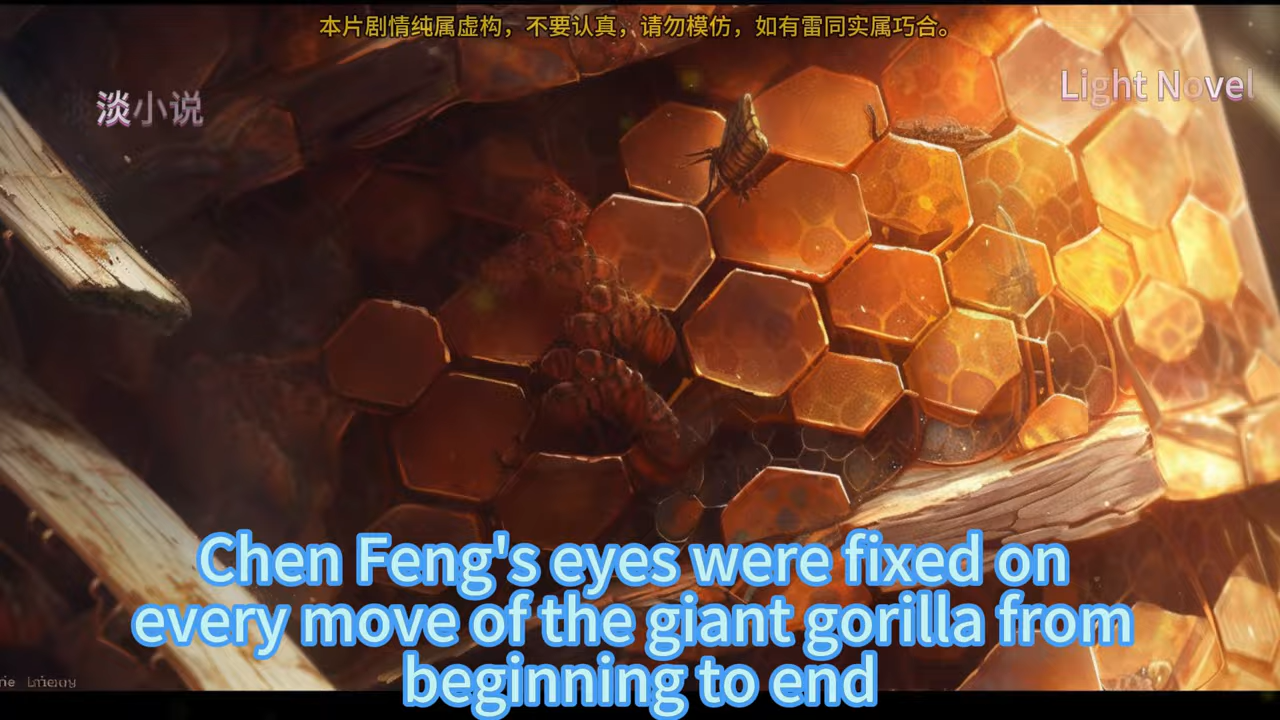 本片剧情纯属虚构，不要认真，请勿模仿，如有雷同实属巧合。
淡小说
Light Novel
Chen Feng's eyes were fixed on
every move of the giant gorilla from
beginning to end